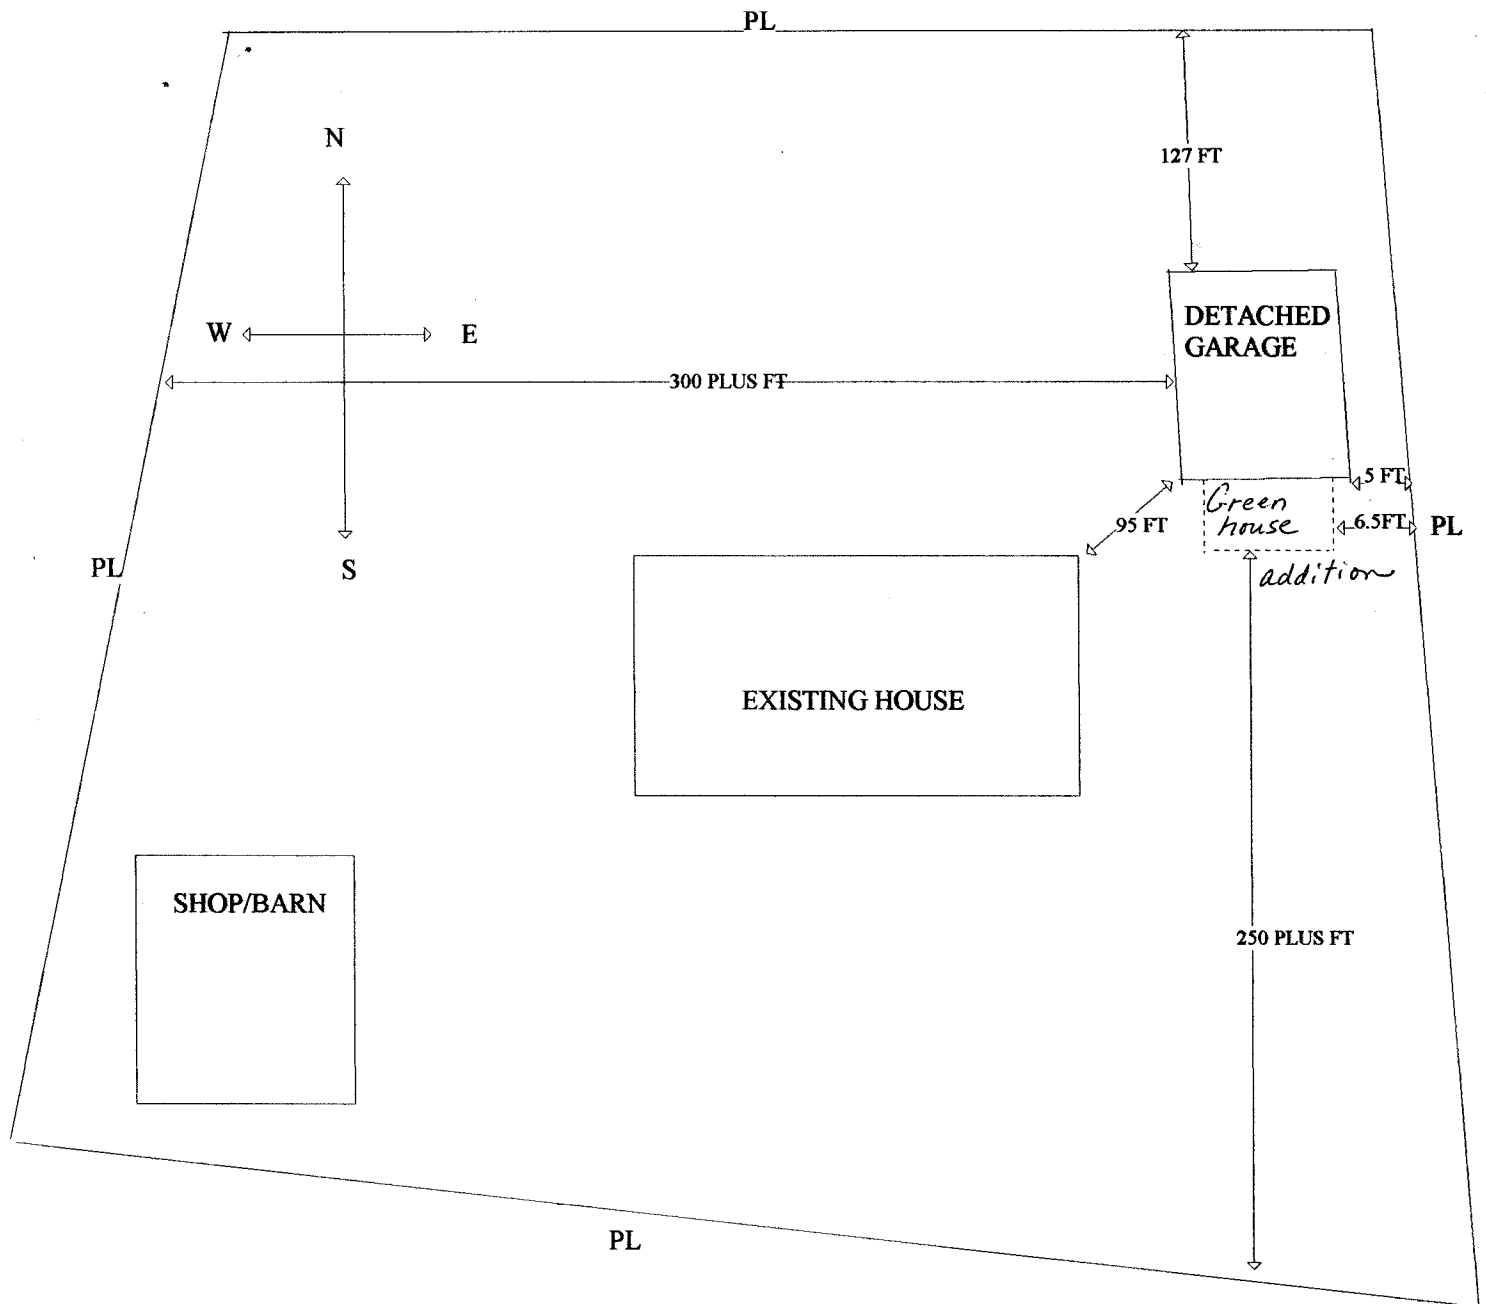 PL
N
127 FT
DETACHED
GARAGE
W
E
300 PLUS FT
5 FT
Green
house
95 FT
6.5FT
PL
PL
S
addition
EXISTING HOUSE
SHOP/BARN
250 PLUS FT
PL